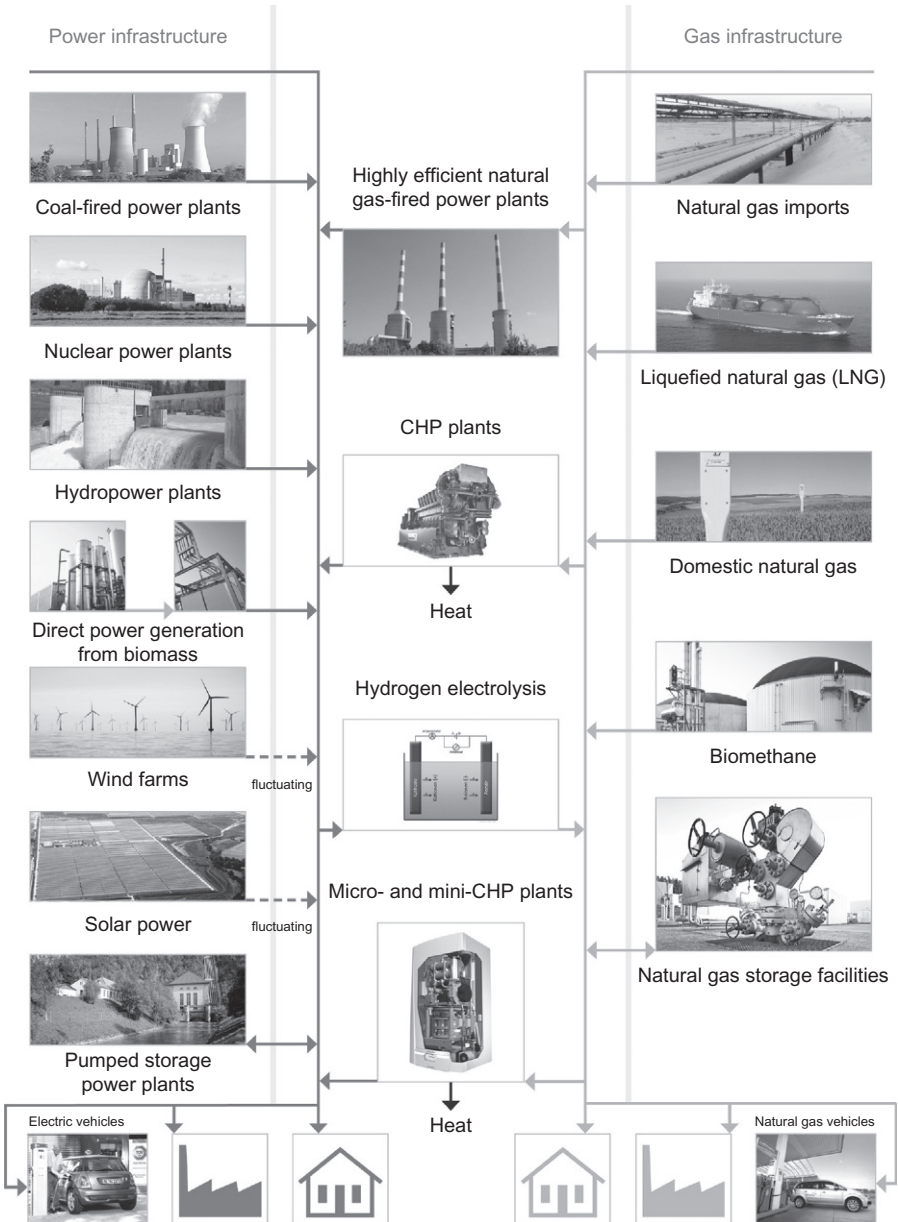 Power infrastructure
Gas infrastructure
Coal-fired power plants
Highly efficient natural
gas-fired power plants
Natural gas imports
Nuclear power plants
Liquefied natural gas (LNG)
Hydropower plants
CHP plants
Heat
Domestic natural gas
Direct power generation
from biomass
Hydrogen electrolysis
Biomethane
Wind farms
fluctuating
Solar power
fluctuating
Micro- and mini-CHP plants
Natural gas storage facilities
Pumped storage
power plants
Heat
Electric vehicles
Natural gas vehicles